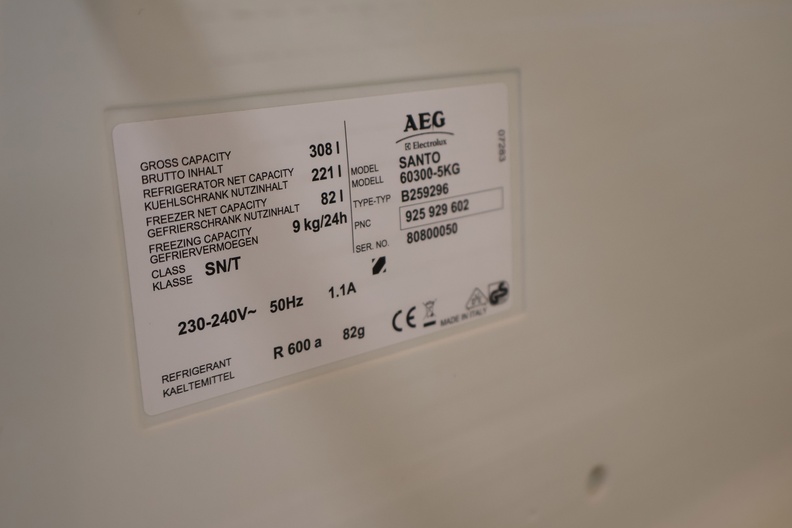 GROSS CAPACITY 308 l
BRUTTO INHALT
REFRIGERATOR NET CAPACITY 221 l
KUEHLSCHRANK NUTZINHALT
FREEZER NET CAPACITY 82 l
GEFRIERSCHRANK NUTZINHALT
FREEZING CAPACITY 9 kg/24h
GEFRIERVERMOEGEN
CLASS SN/T
KLASSE
230-240V~ 50Hz 1.1A
REFRIGERANT R 600 a 82g
KAELTEMITTEL
AEG
Electrolux
07283
MODEL SANTO
MODELL 60300-5KG
TYPE-TYP B259296
PNC 925 929 602
SER. NO. 80800050
CE
MADE IN ITALY